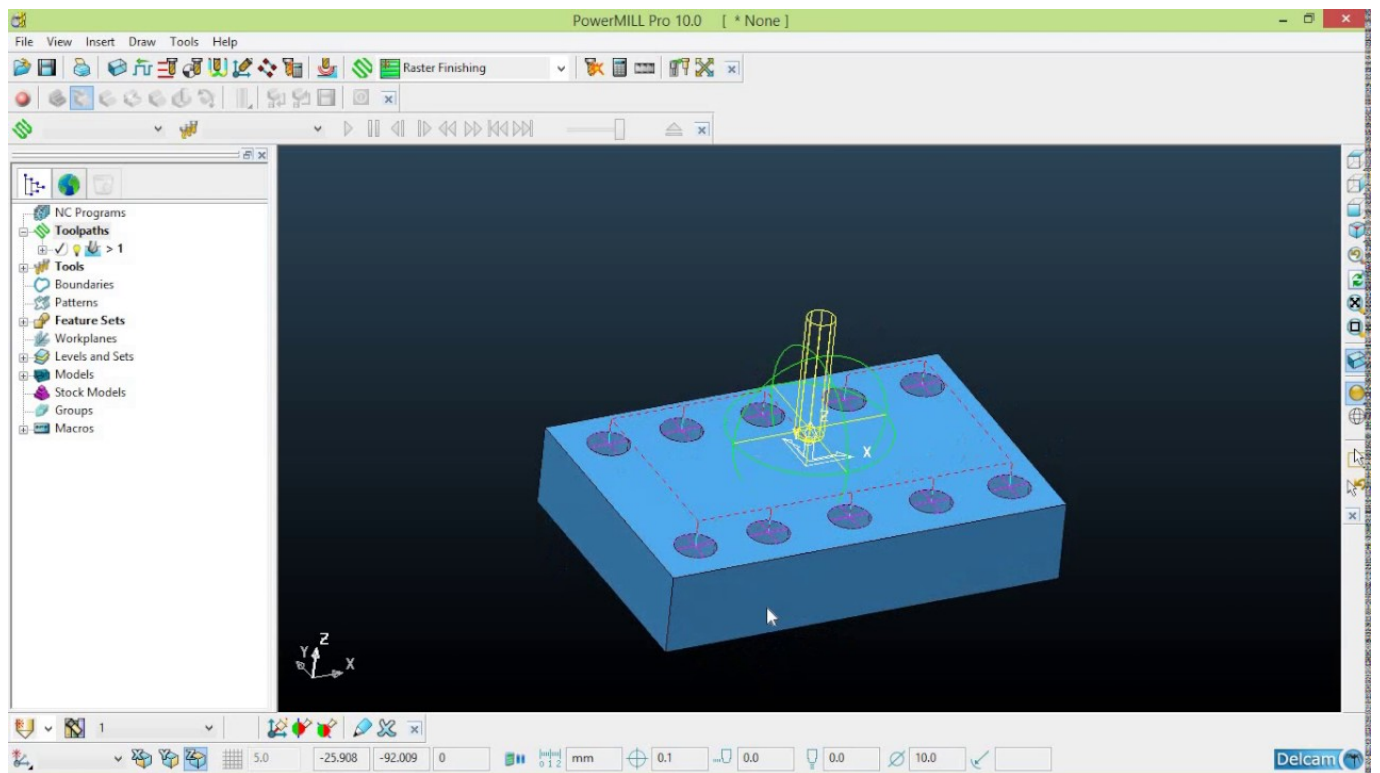 PowerMILL Pro 10.0 [ * None ]
File View Insert Draw Tools Help
Raster Finishing
NC Programs
Toolpaths
> 1
Tools
Boundaries
Patterns
Feature Sets
Workplanes
Levels and Sets
Models
Stock Models
Groups
Macros
X
Z
Y
X
1
5.0 -25.908 -92.009 0 mm 0.1 0.0 0.0 10.0 Delcam